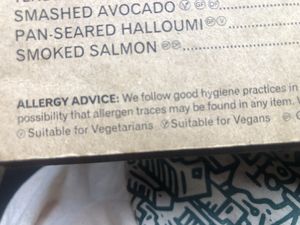 SMASHED AVOCADO
PAN-SEARED HALLOUMI
SMOKED SALMON
ALLERGY ADVICE: We follow good hygiene practices in
possibility that allergen traces may be found in any item.
Ⓥ Suitable for Vegetarians Suitable for Vegans